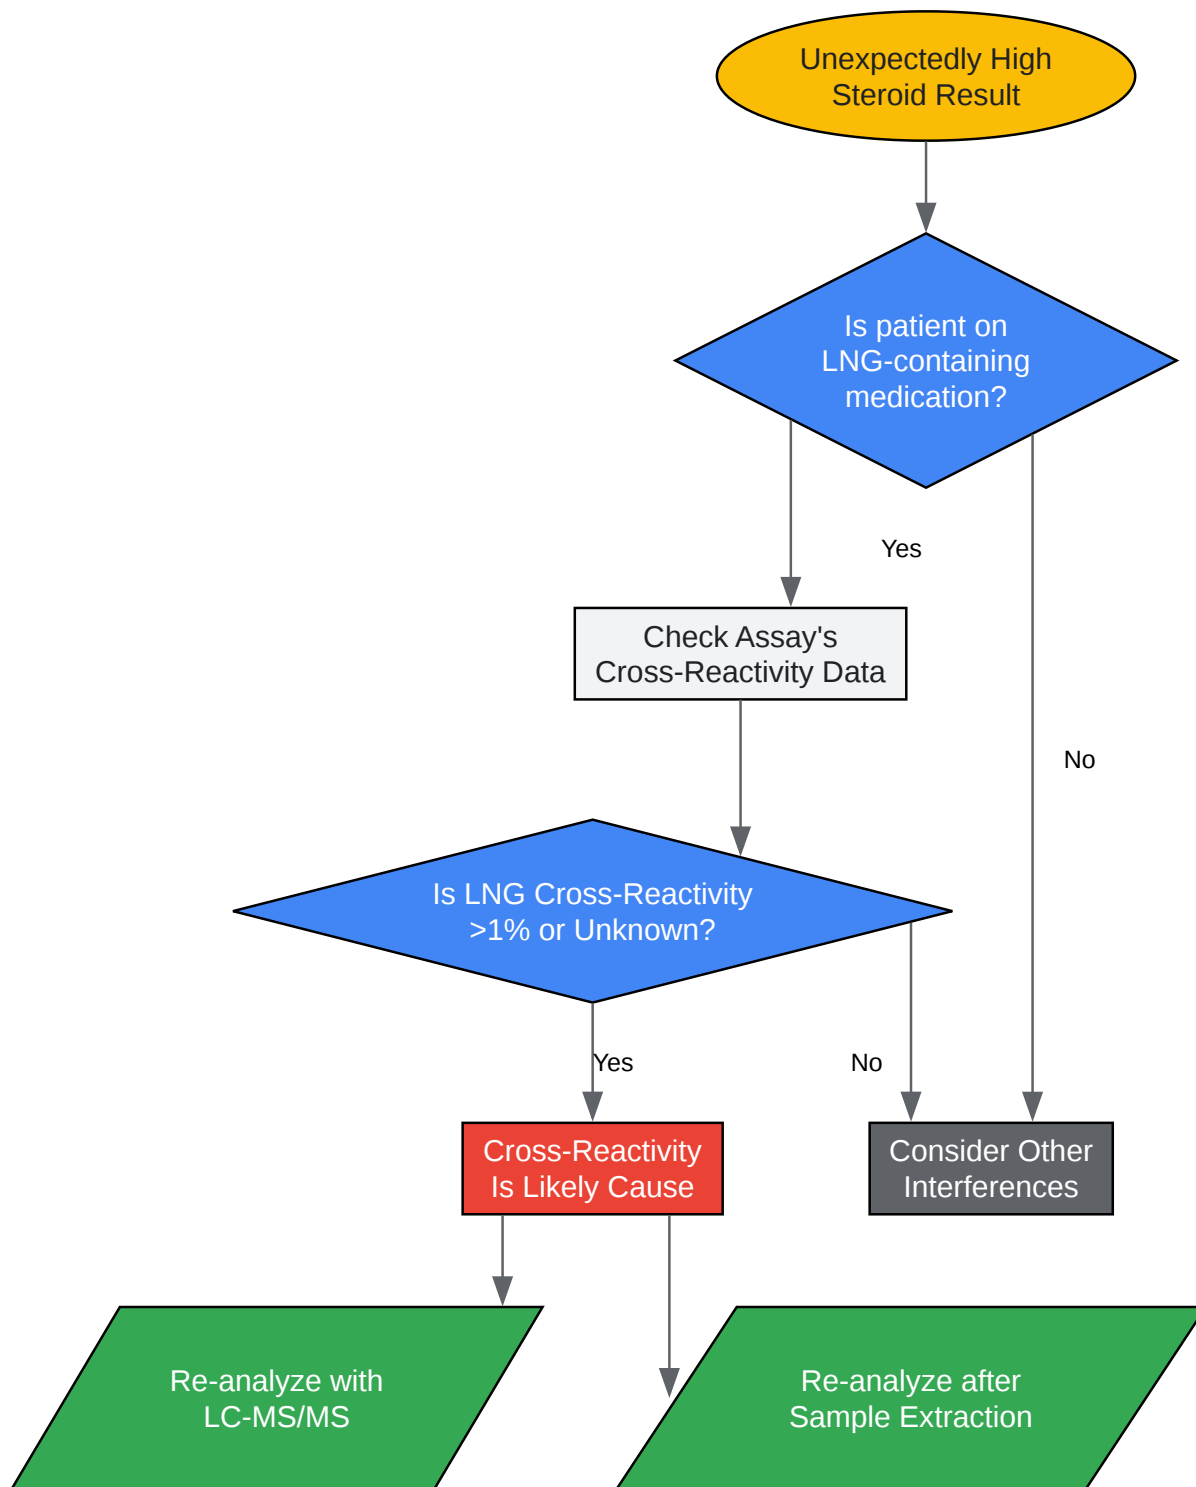 Unexpectedly High
Steroid Result
Is patient on
LNG-containing
medication?
Yes
Check Assay's
Cross-Reactivity Data
No
Is LNG Cross-Reactivity
>1% or Unknown?
Yes
No
Cross-Reactivity
Is Likely Cause
Consider Other
Interferences
Re-analyze with
LC-MS/MS
Re-analyze after
Sample Extraction